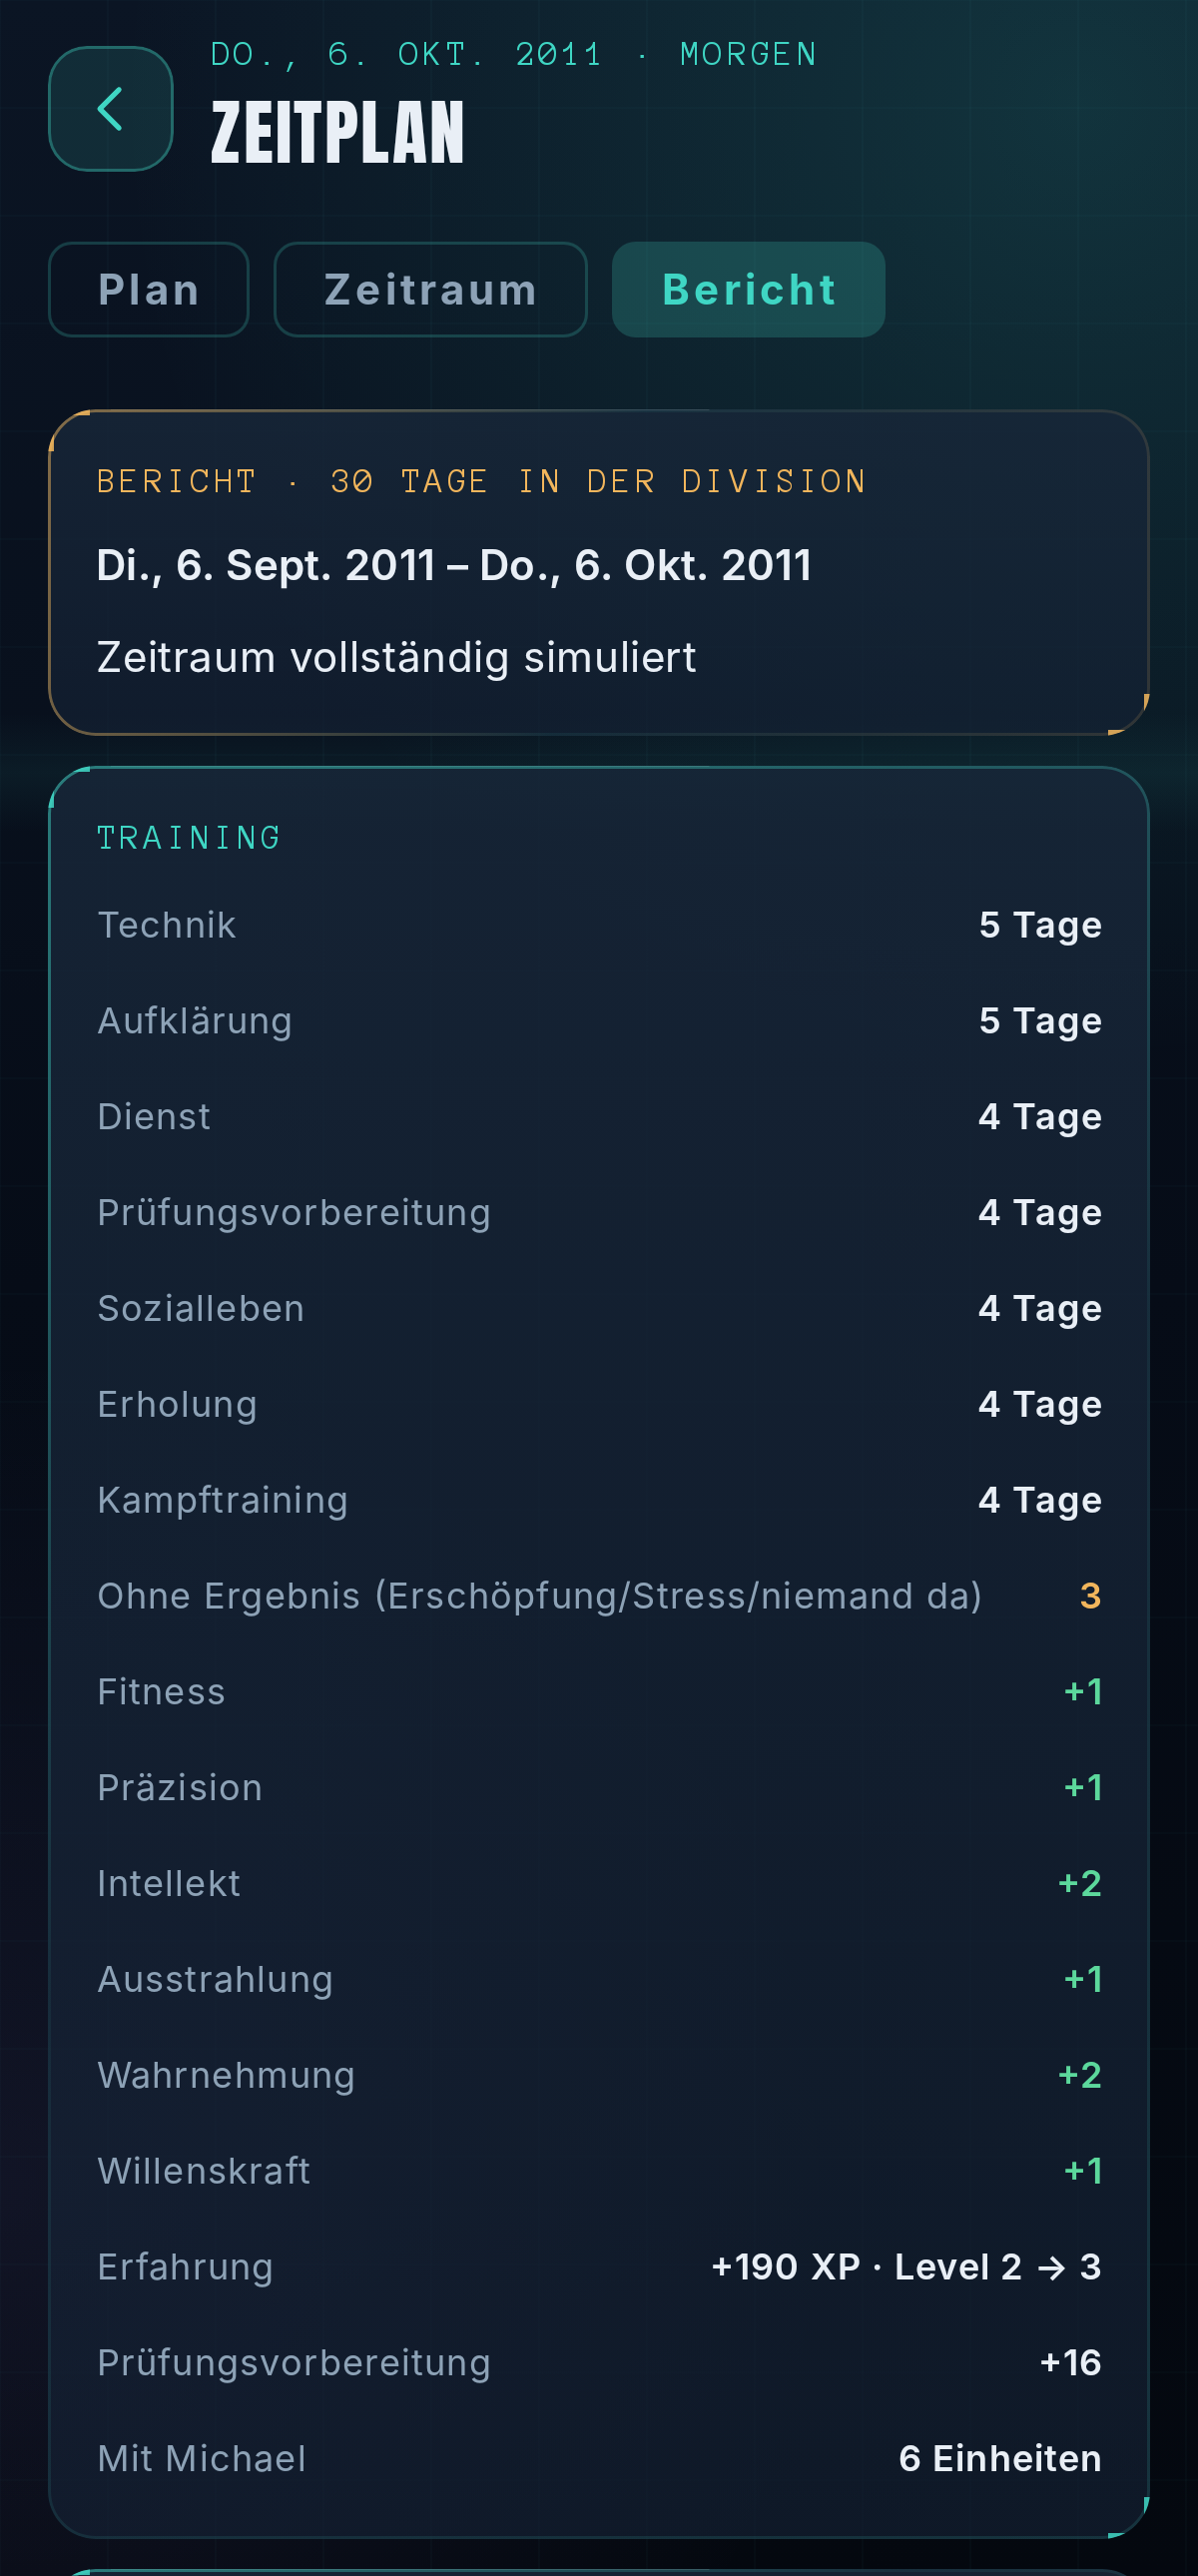 DO., 6. OKT. 2011 · MORGEN
ZEITPLAN
Plan Zeitraum Bericht
BERICHT · 30 TAGE IN DER DIVISION
Di., 6. Sept. 2011 – Do., 6. Okt. 2011
Zeitraum vollständig simuliert
TRAINING
Technik 5 Tage
Aufklärung 5 Tage
Dienst 4 Tage
Prüfungsvorbereitung 4 Tage
Sozialleben 4 Tage
Erholung 4 Tage
Kampftraining 4 Tage
Ohne Ergebnis (Erschöpfung/Stress/niemand da) 3
Fitness +1
Präzision +1
Intellekt +2
Ausstrahlung +1
Wahrnehmung +2
Willenskraft +1
Erfahrung +190 XP · Level 2 → 3
Prüfungsvorbereitung +16
Mit Michael 6 Einheiten